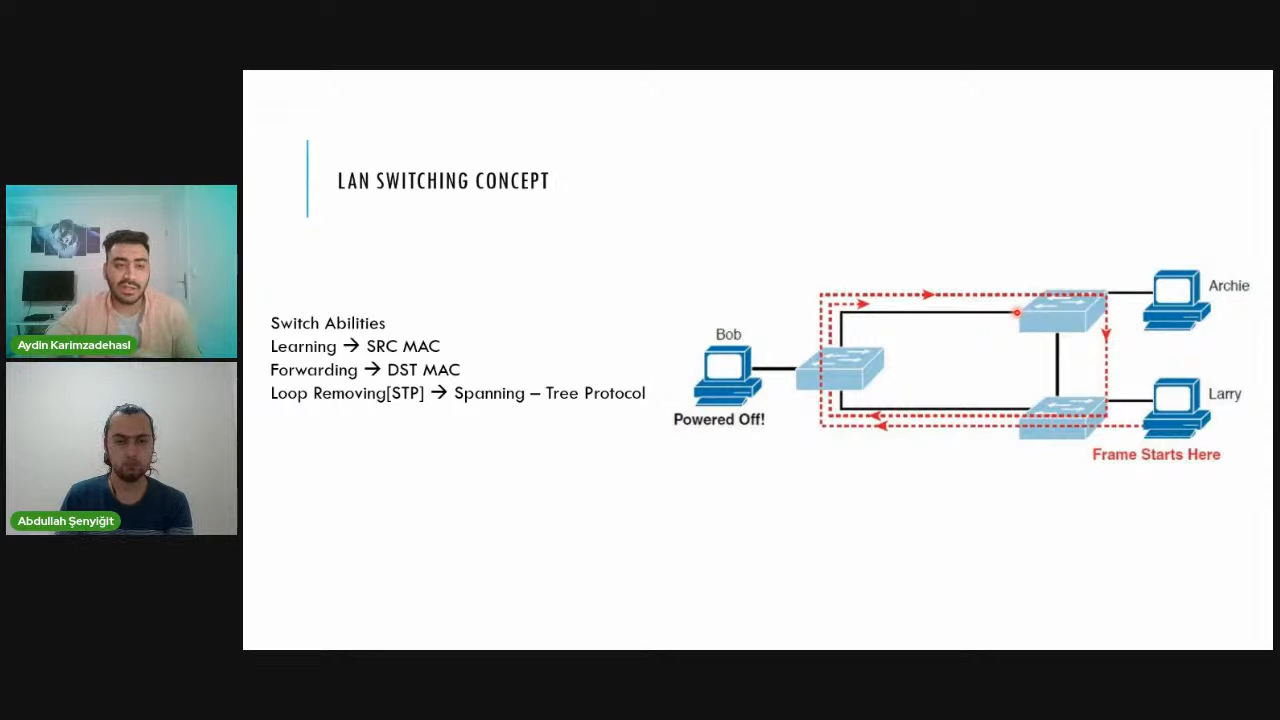 LAN SWITCHING CONCEPT
Switch Abilities
Learning → SRC MAC
Forwarding → DST MAC
Loop Removing[STP] → Spanning – Tree Protocol
Bob
Powered Off!
Archie
Larry
Frame Starts Here
Aydin Karimzadehasl
Abdullah Şenyiğit